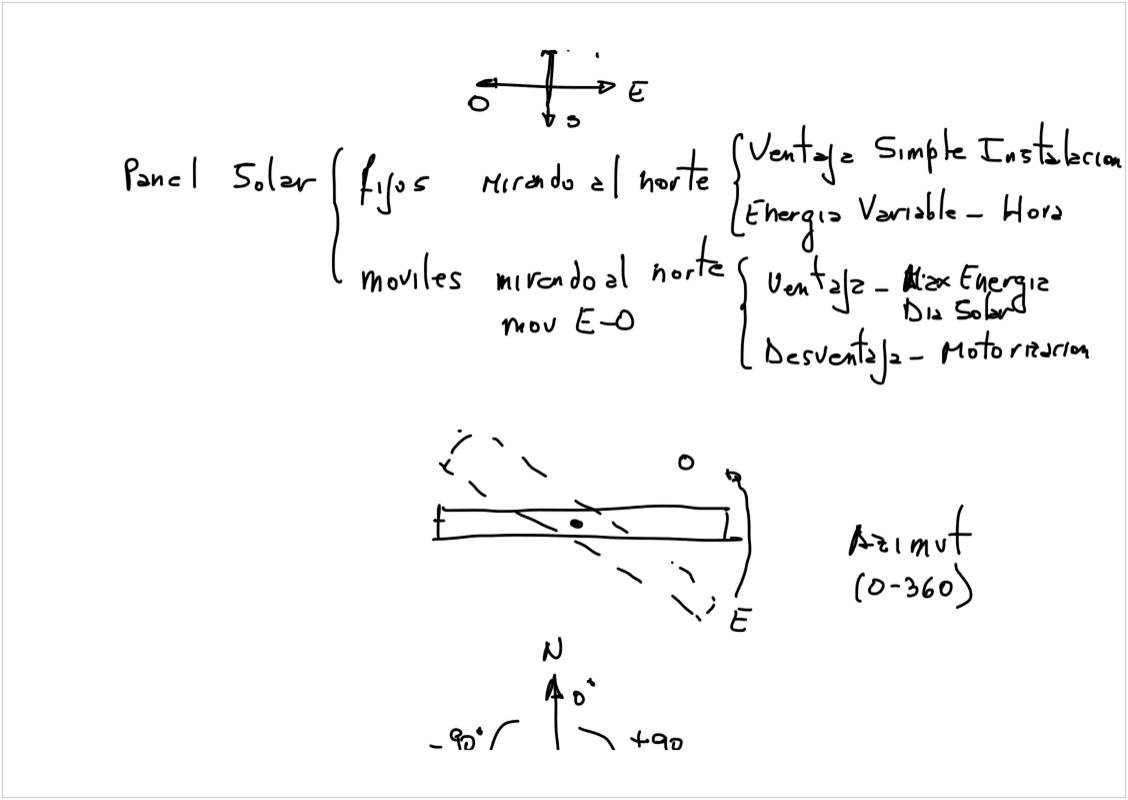 O E
S
Panel Solar fijos Mirando al norte Ventaja Simple Instalacion
Energia Variable - Hora
moviles mirando al norte Ventaja - Max Energia
mov E-O Dia Solar
Desventaja - Motorizacion
O
Azimut
(0-360)
E
N
0°
-90° +90